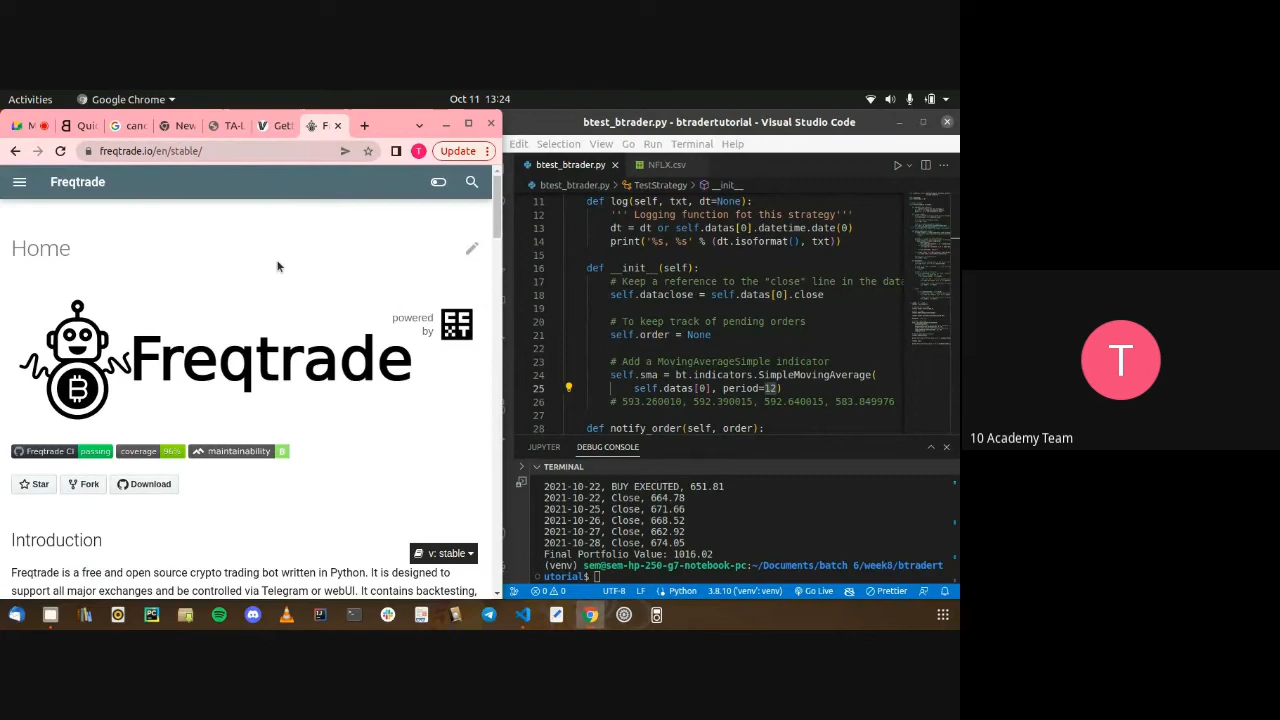 Activities
Google Chrome
Oct 11 13:24
M
Quic
canc
New
TA-L
Gett
Fr
freqtrade.io/en/stable/
T
Update
Freqtrade
Home
powered
by
Freqtrade
Freqtrade CI passing
coverage 96%
maintainability B
Star
Fork
Download
Introduction
v: stable
Freqtrade is a free and open source crypto trading bot written in Python. It is designed to
support all major exchanges and be controlled via Telegram or webUI. It contains backtesting,
btest_btrader.py - btradertutorial - Visual Studio Code
Edit Selection View Go Run Terminal Help
btest_btrader.py
NFLX.csv
btest_btrader.py > TestStrategy > __init__
11 def log(self, txt, dt=None):
12 ''' Logging function fot this strategy'''
13 dt = dt or self.datas[0].datetime.date(0)
14 print('%s, %s' % (dt.isoformat(), txt))
15
16 def __init__(self):
17 # Keep a reference to the "close" line in the data
18 self.dataclose = self.datas[0].close
19
20 # To keep track of pending orders
21 self.order = None
22
23 # Add a MovingAverageSimple indicator
24 self.sma = bt.indicators.SimpleMovingAverage(
25 self.datas[0], period=12)
26 # 593.260010, 592.390015, 592.640015, 583.849976
27
28 def notify_order(self, order):
JUPYTER
DEBUG CONSOLE
TERMINAL
2021-10-22, BUY EXECUTED, 651.81
2021-10-22, Close, 664.78
2021-10-25, Close, 671.66
2021-10-26, Close, 668.52
2021-10-27, Close, 662.92
2021-10-28, Close, 674.05
Final Portfolio Value: 1016.02
(venv) sem@sem-hp-250-g7-notebook-pc:~/Documents/batch 6/week8/btradert
utorial$
0 0
UTF-8
LF
Python
3.8.10 ('venv': venv)
Go Live
Prettier
T
10 Academy Team